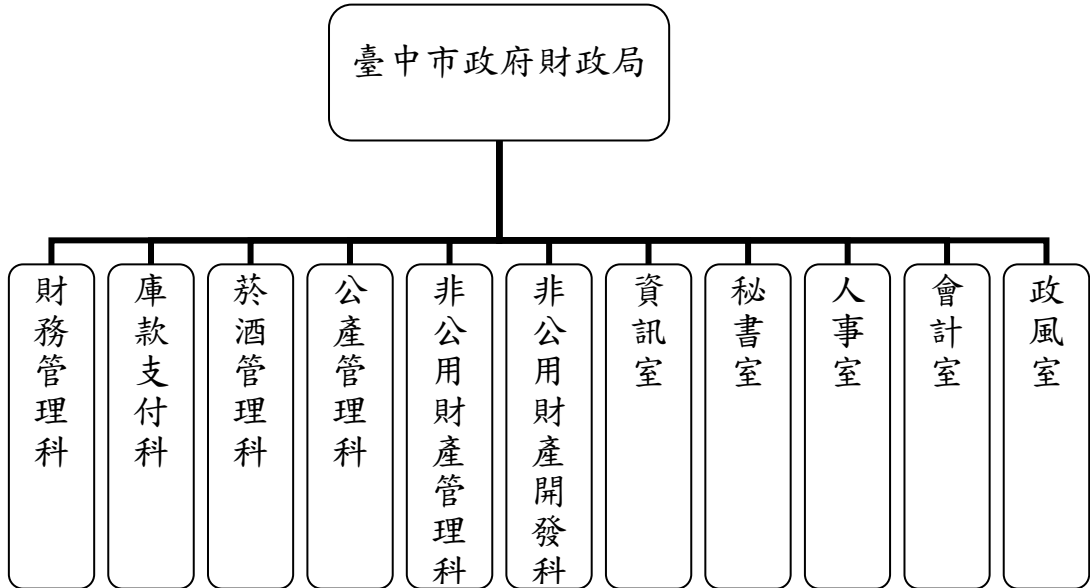 臺中市政府財政局
財務管理科
庫款支付科
菸酒管理科
公產管理科
非公用財產管理科
非公用財產開發科
資訊室
秘書室
人事室
會計室
政風室